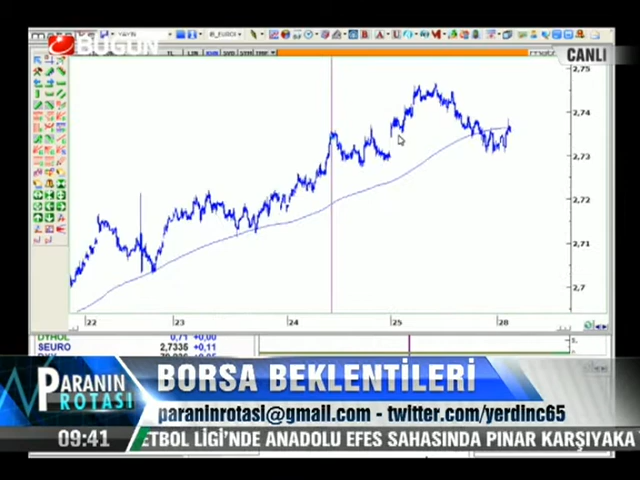 BUGÜN
CANLI
2,75
2,74
2,73
2,72
2,71
2,7
22
23
24
25
28
DYHOL 0,71 +0,00
SEURO 2,7335 +0,11
PARANIN ROTASI
BORSA BEKLENTİLERİ
paraninrotasI@gmail.com - twitter.com/yerdinc65
09:41
ETBOL LİGİ'NDE ANADOLU EFES SAHASINDA PINAR KARŞIYAKA